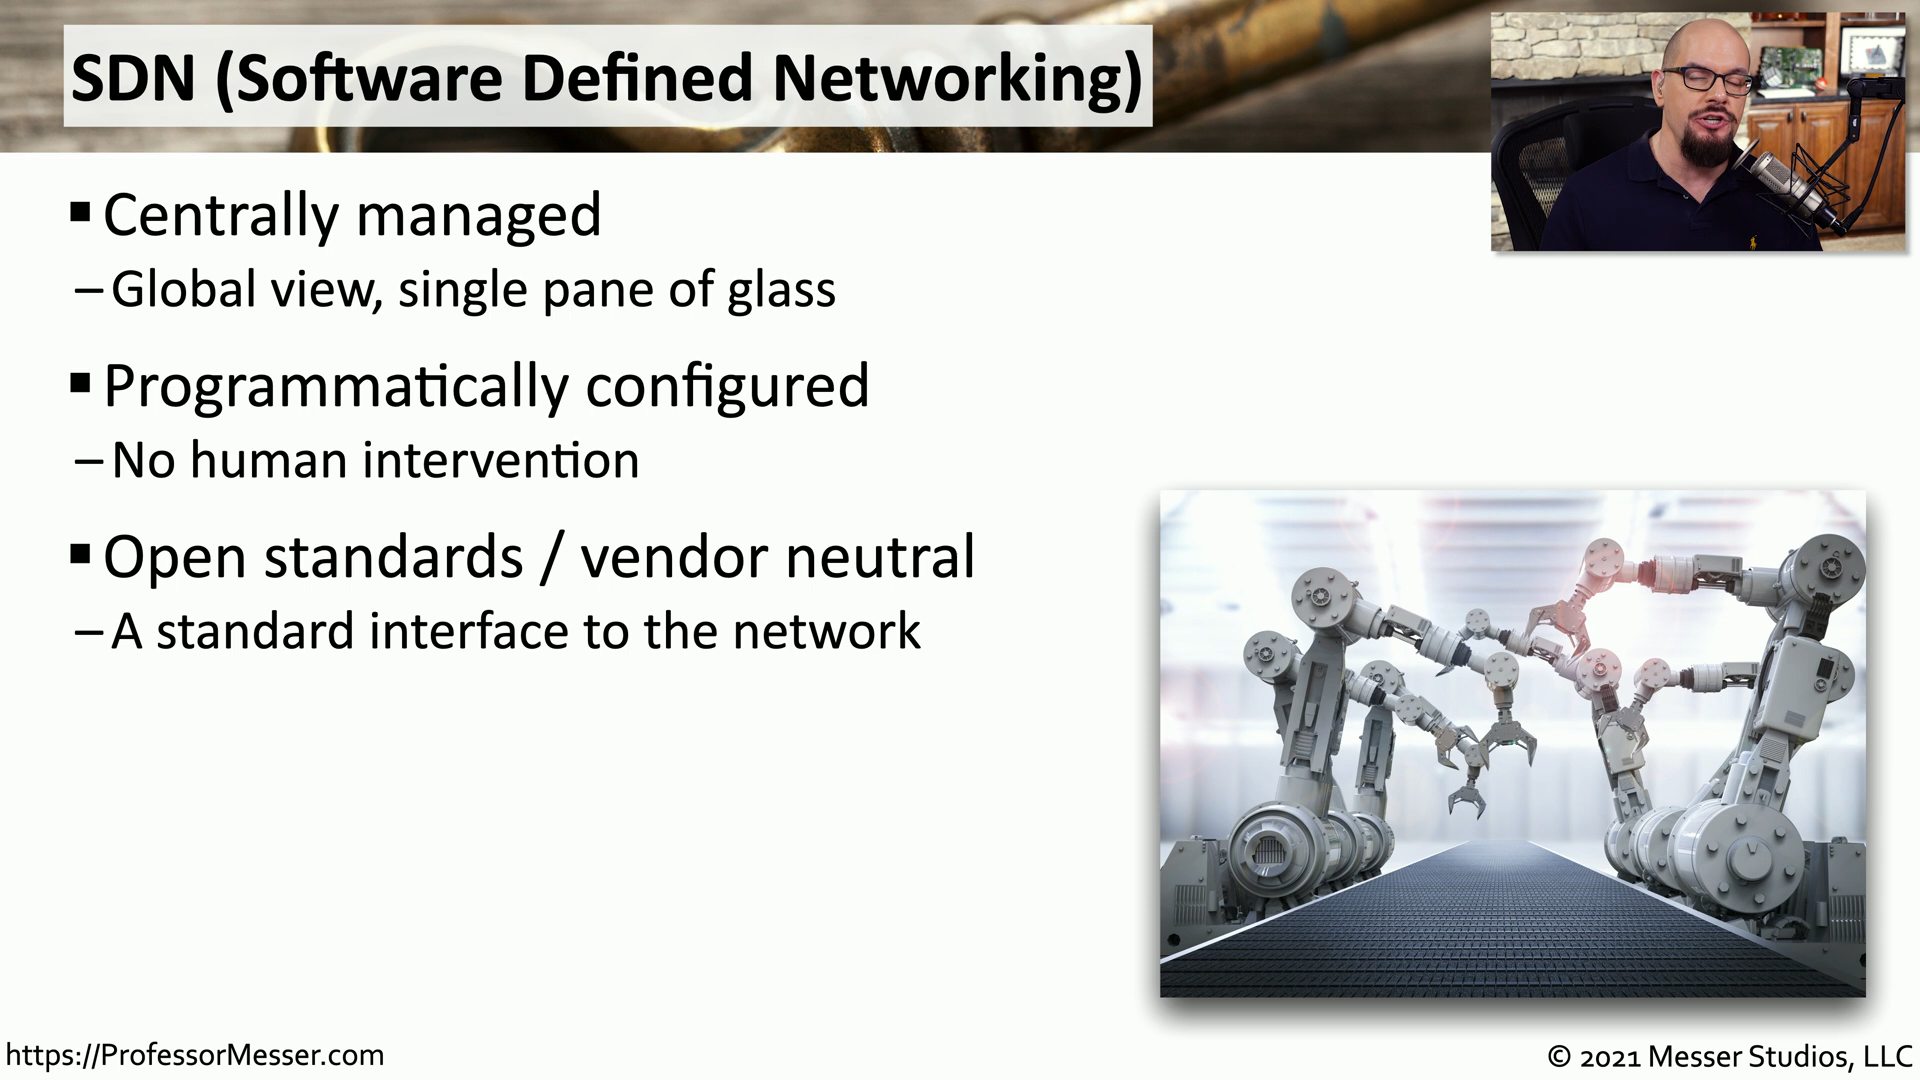 SDN (Software Defined Networking)
▪ Centrally managed
– Global view, single pane of glass
▪ Programmatically configured
– No human intervention
▪ Open standards / vendor neutral
– A standard interface to the network
https://ProfessorMesser.com
© 2021 Messer Studios, LLC